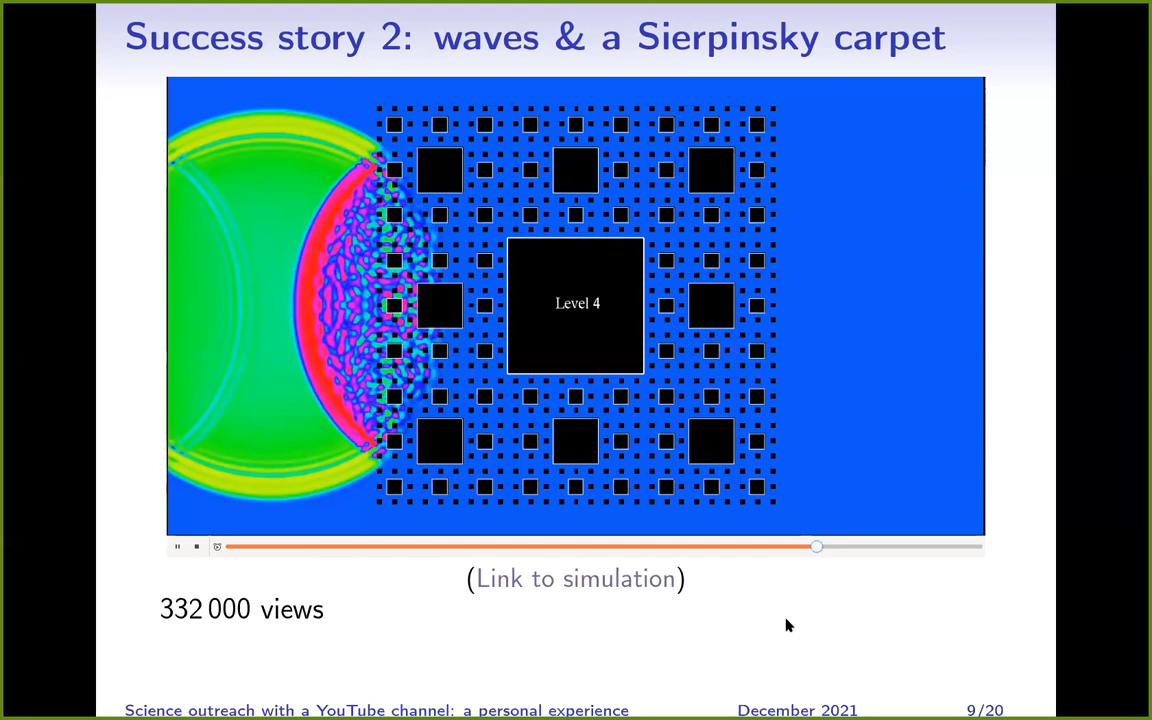 Success story 2: waves & a Sierpinsky carpet
Level 4
(Link to simulation)
332 000 views
Science outreach with a YouTube channel: a personal experience December 2021 9/20